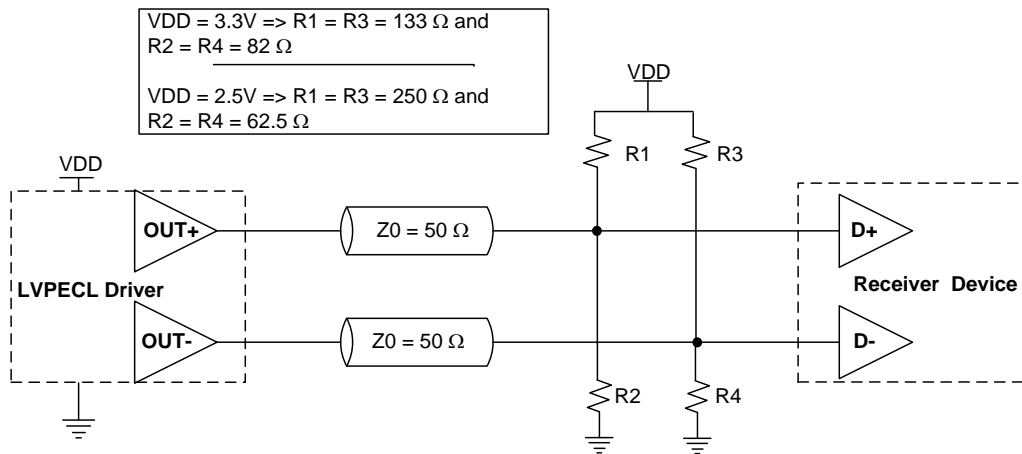 VDD = 3.3V => R1 = R3 = 133 Ω and
R2 = R4 = 82 Ω
VDD = 2.5V => R1 = R3 = 250 Ω and
R2 = R4 = 62.5 Ω
VDD
R1
R3
VDD
OUT+
Z0 = 50 Ω
D+
LVPECL Driver
Receiver Device
OUT-
Z0 = 50 Ω
D-
R2
R4